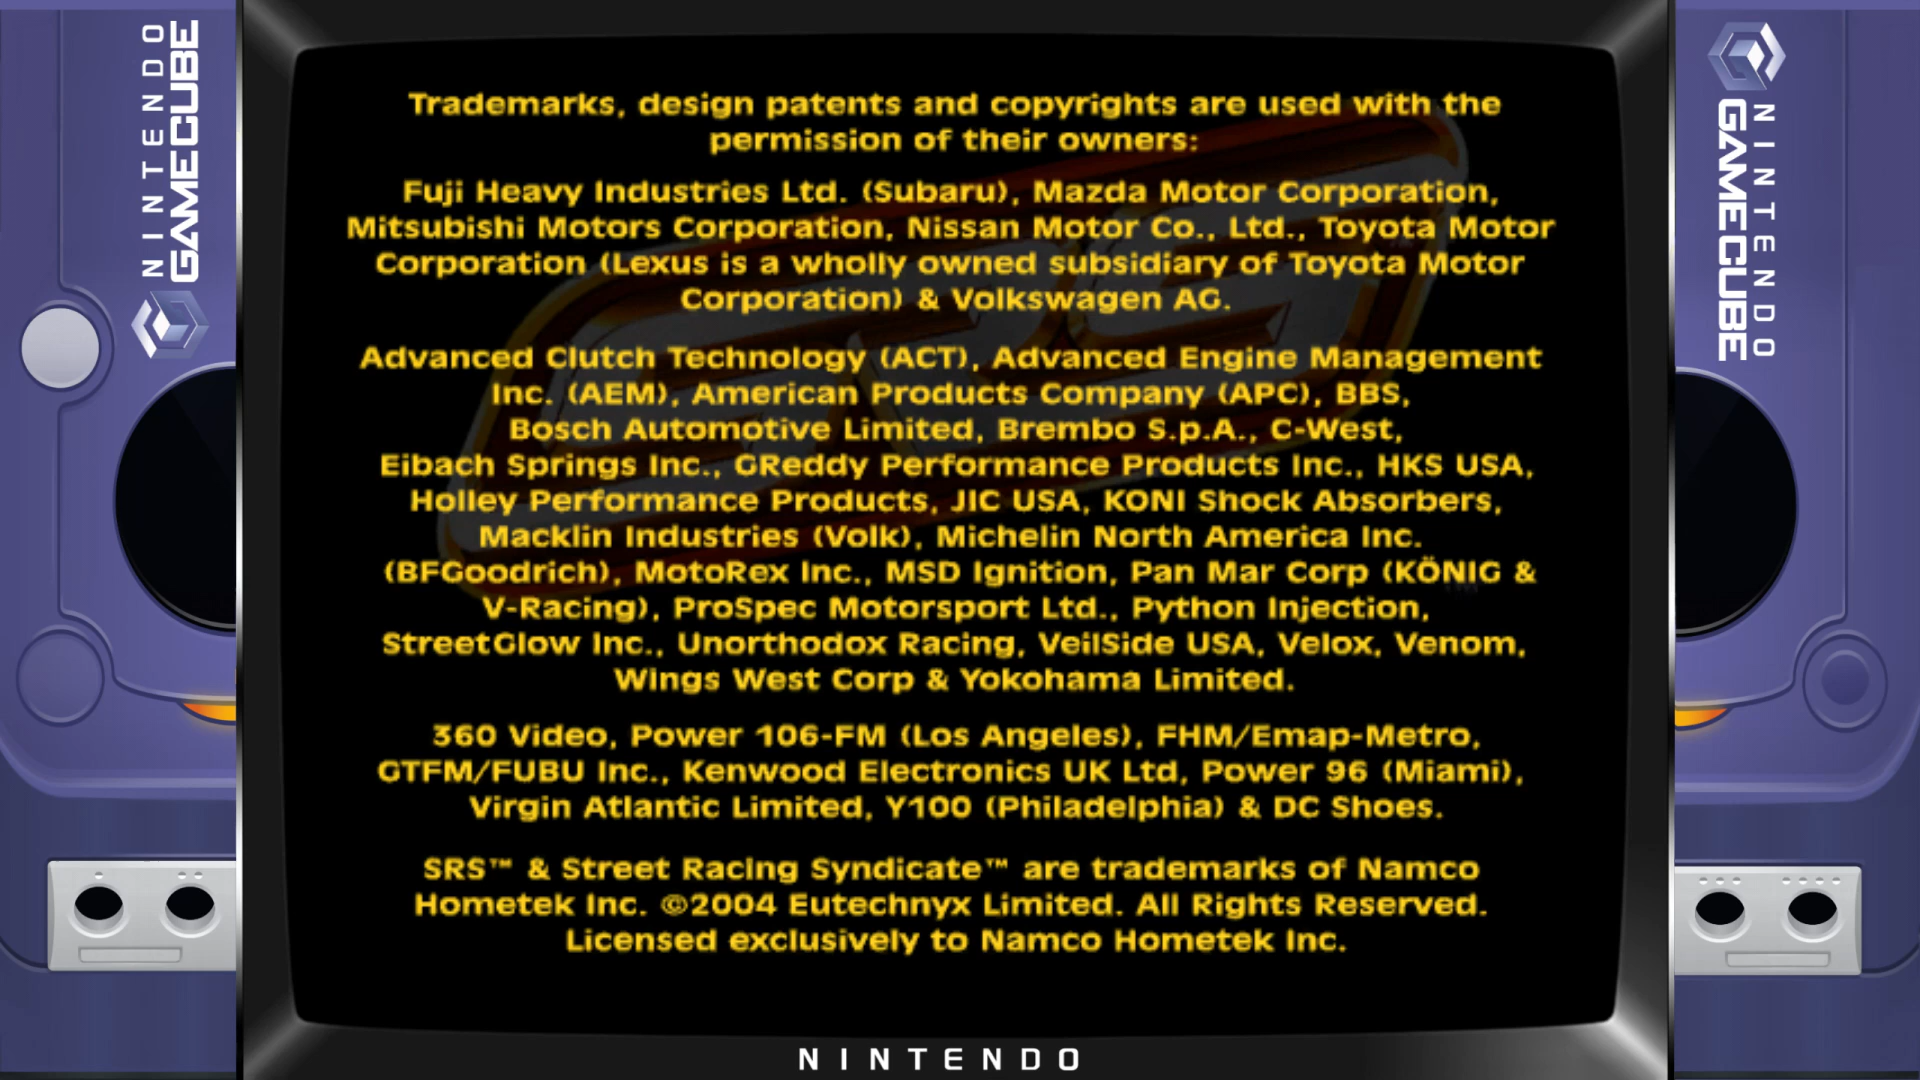 NINTENDO
GAMECUBE
Trademarks, design patents and copyrights are used with the
permission of their owners:
Fuji Heavy Industries Ltd. (Subaru), Mazda Motor Corporation,
Mitsubishi Motors Corporation, Nissan Motor Co., Ltd., Toyota Motor
Corporation (Lexus is a wholly owned subsidiary of Toyota Motor
Corporation) & Volkswagen AG.
Advanced Clutch Technology (ACT), Advanced Engine Management
Inc. (AEM), American Products Company (APC), BBS,
Bosch Automotive Limited, Brembo S.p.A., C-West,
Eibach Springs Inc., GReddy Performance Products Inc., HKS USA,
Holley Performance Products, JIC USA, KONI Shock Absorbers,
Macklin Industries (Volk), Michelin North America Inc.
(BFGoodrich), MotoRex Inc., MSD Ignition, Pan Mar Corp (KÖNIG &
V-Racing), ProSpec Motorsport Ltd., Python Injection,
StreetGlow Inc., Unorthodox Racing, VeilSide USA, Velox, Venom,
Wings West Corp & Yokohama Limited.
360 Video, Power 106-FM (Los Angeles), FHM/Emap-Metro,
GTFM/FUBU Inc., Kenwood Electronics UK Ltd, Power 96 (Miami),
Virgin Atlantic Limited, Y100 (Philadelphia) & DC Shoes.
SRS™ & Street Racing Syndicate™ are trademarks of Namco
Hometek Inc. ©2004 Eutechnyx Limited. All Rights Reserved.
Licensed exclusively to Namco Hometek Inc.
SRS
TM
NINTENDO
GAMECUBE
NINTENDO